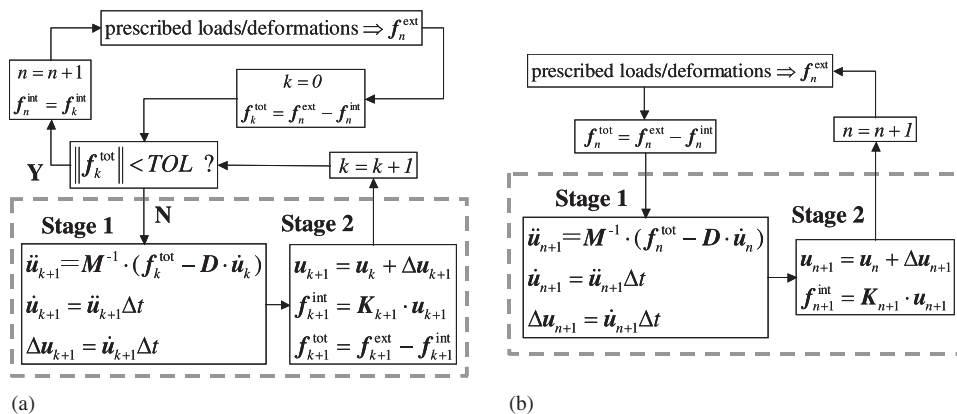 prescribed loads/deformations ⇒ f_n^ext
n = n+1
f_n^int = f_k^int
k=0
f_k^tot = f_n^ext − f_n^int
Y
‖f_k^tot‖ < TOL ?
k = k+1
N
Stage 1
ü_{k+1} = M^-1 · (f_k^tot − D · u̇_k)
u̇_{k+1} = ü_{k+1}Δt
Δu_{k+1} = u̇_{k+1}Δt
Stage 2
u_{k+1} = u_k + Δu_{k+1}
f_{k+1}^int = K_{k+1} · u_{k+1}
f_{k+1}^tot = f_{k+1}^ext − f_{k+1}^int
(a)
prescribed loads/deformations ⇒ f_n^ext
f_n^tot = f_n^ext − f_n^int
n = n+1
Stage 1
ü_{n+1} = M^-1 · (f_n^tot − D · u̇_n)
u̇_{n+1} = ü_{n+1}Δt
Δu_{n+1} = u̇_{n+1}Δt
Stage 2
u_{n+1} = u_n + Δu_{n+1}
f_{n+1}^int = K_{n+1} · u_{n+1}
(b)